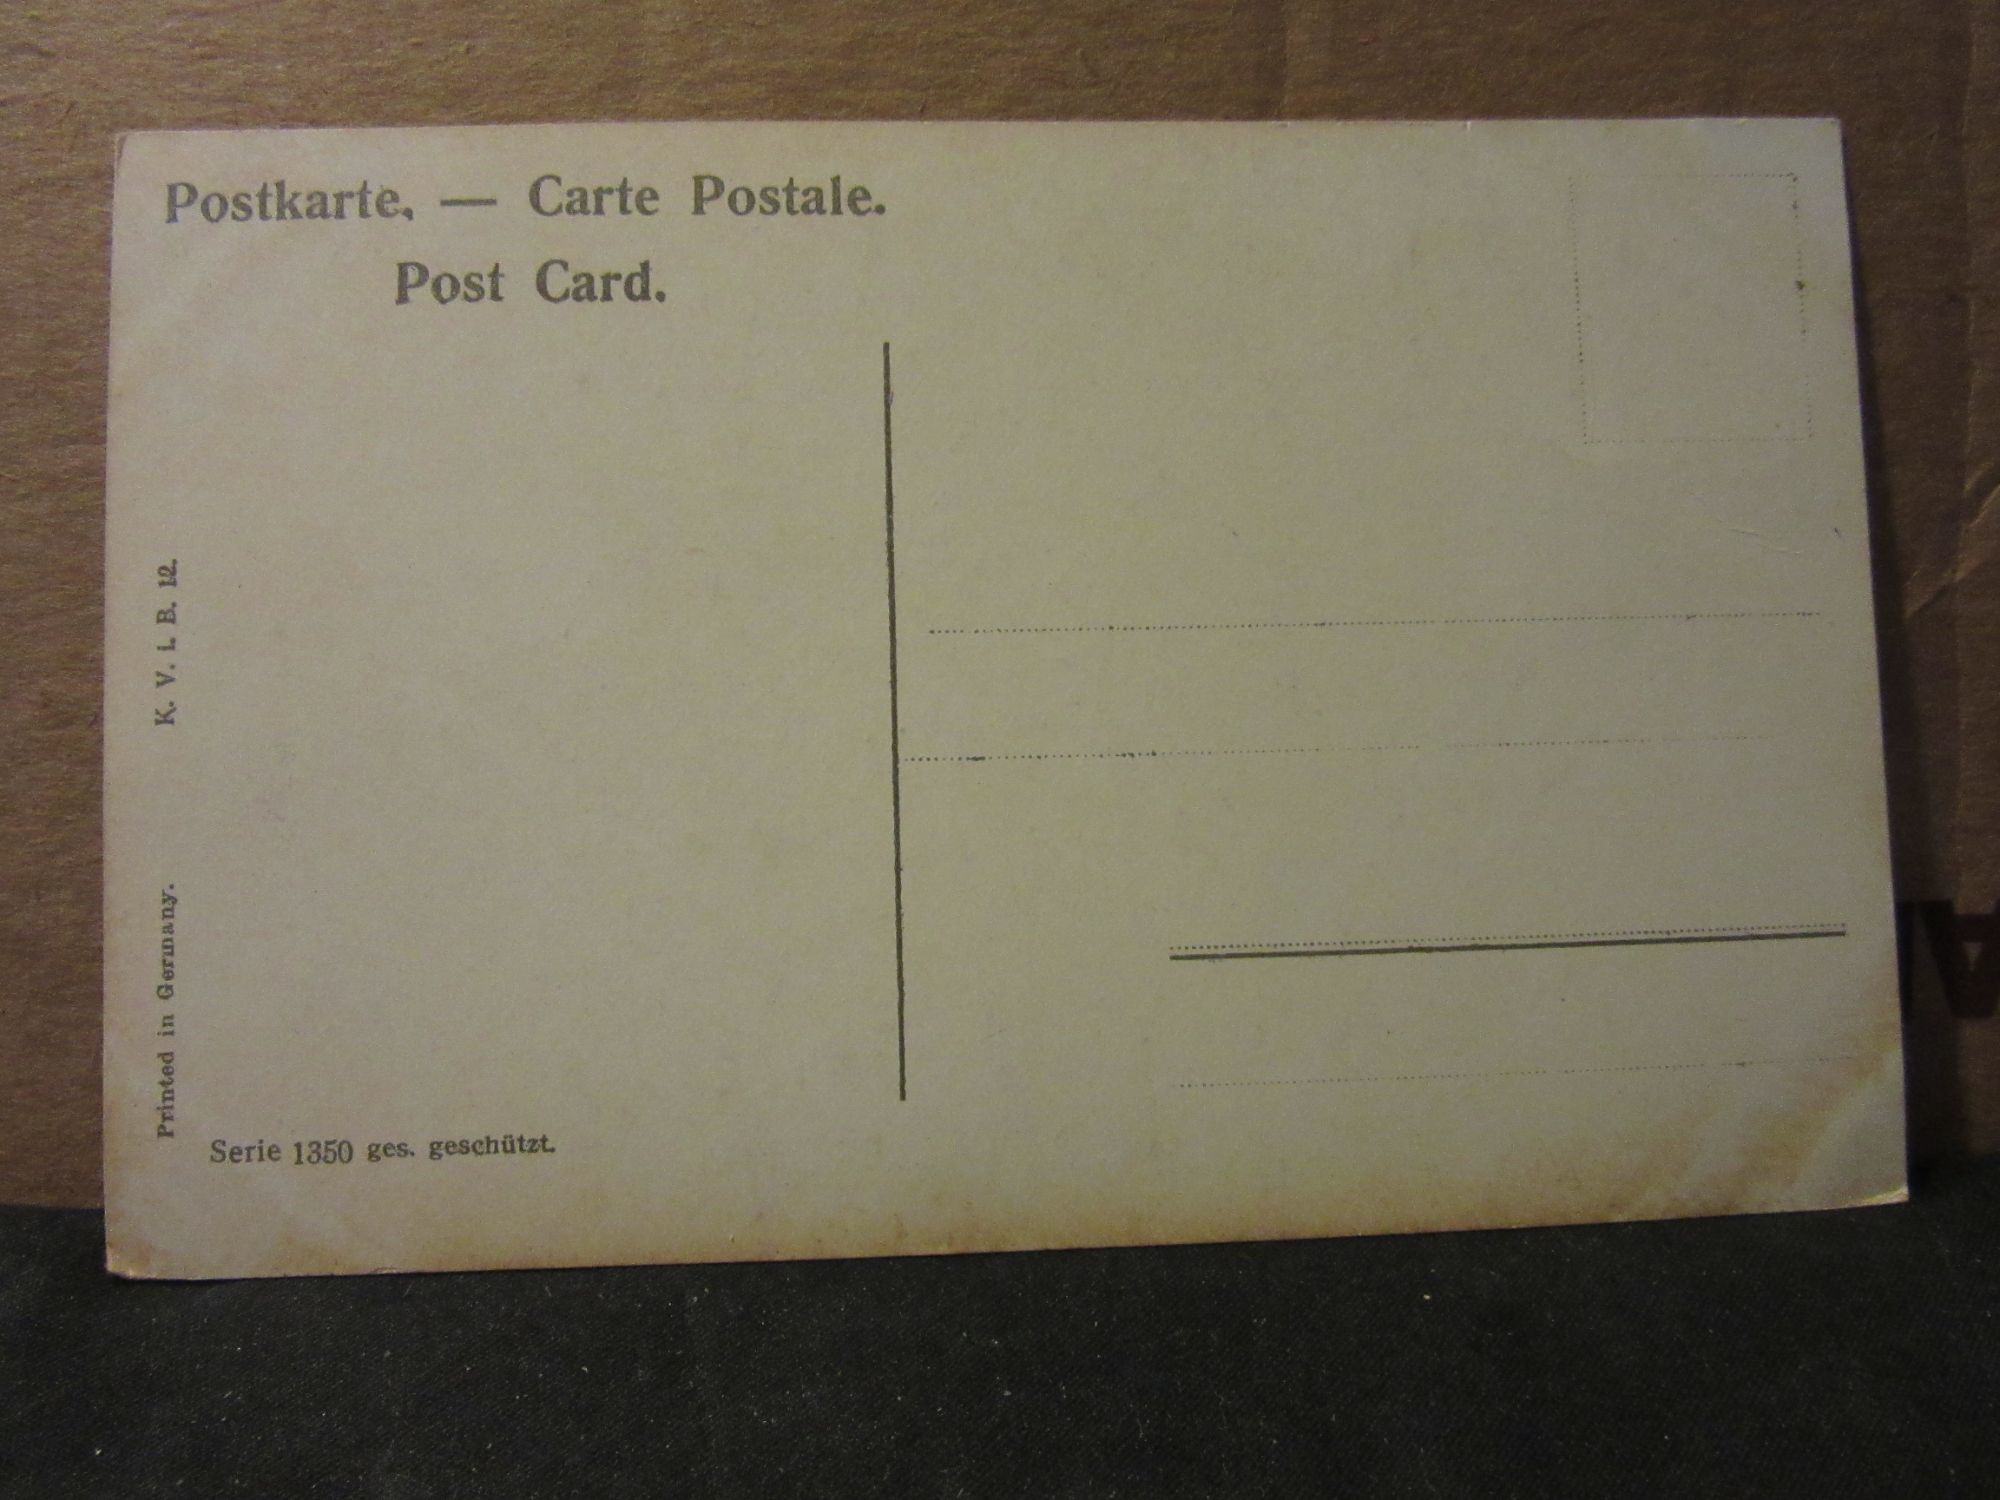 Postkarte. — Carte Postale.
Post Card.
K. V. i. B. 12.
Printed in Germany.
Serie 1350 ges. geschützt.